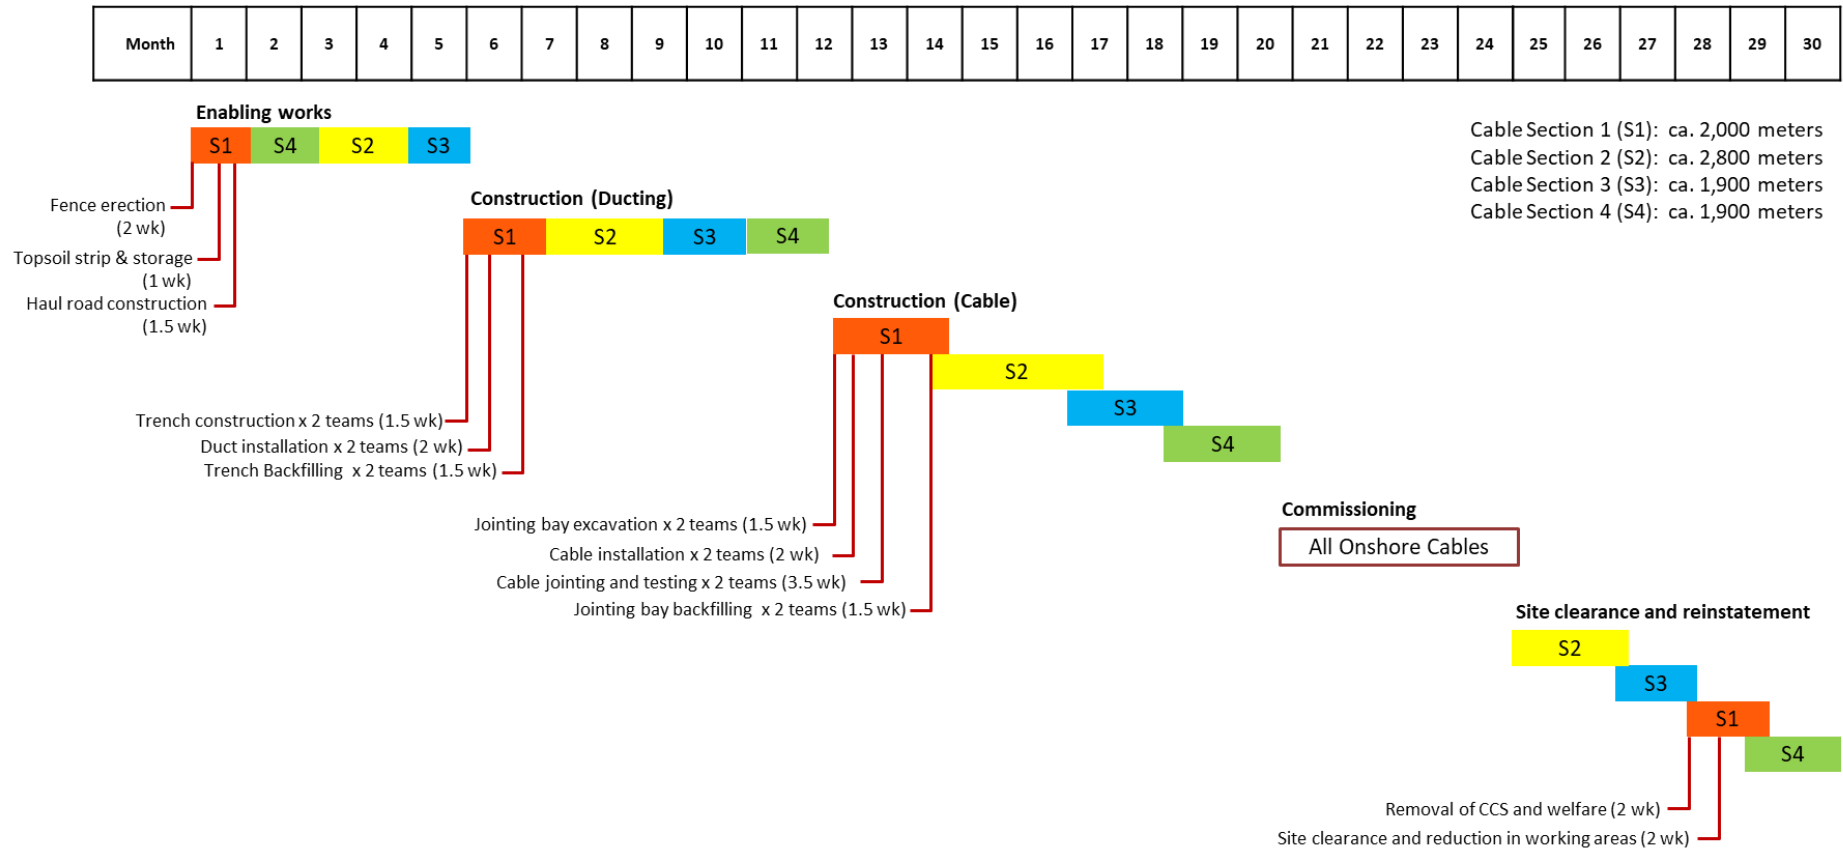 Month 1 2 3 4 5 6 7 8 9 10 11 12 13 14 15 16 17 18 19 20 21 22 23 24 25 26 27 28 29 30
Enabling works
S1 S4 S2 S3
Cable Section 1 (S1): ca. 2,000 meters
Cable Section 2 (S2): ca. 2,800 meters
Cable Section 3 (S3): ca. 1,900 meters
Cable Section 4 (S4): ca. 1,900 meters
Fence erection
(2 wk)
Topsoil strip & storage
(1 wk)
Haul road construction
(1.5 wk)
Construction (Ducting)
S1 S2 S3 S4
Trench construction x 2 teams (1.5 wk)
Duct installation x 2 teams (2 wk)
Trench Backfilling x 2 teams (1.5 wk)
Construction (Cable)
S1
S2
S3
S4
Jointing bay excavation x 2 teams (1.5 wk)
Cable installation x 2 teams (2 wk)
Cable jointing and testing x 2 teams (3.5 wk)
Jointing bay backfilling x 2 teams (1.5 wk)
Commissioning
All Onshore Cables
Site clearance and reinstatement
S2
S3
S1
S4
Removal of CCS and welfare (2 wk)
Site clearance and reduction in working areas (2 wk)